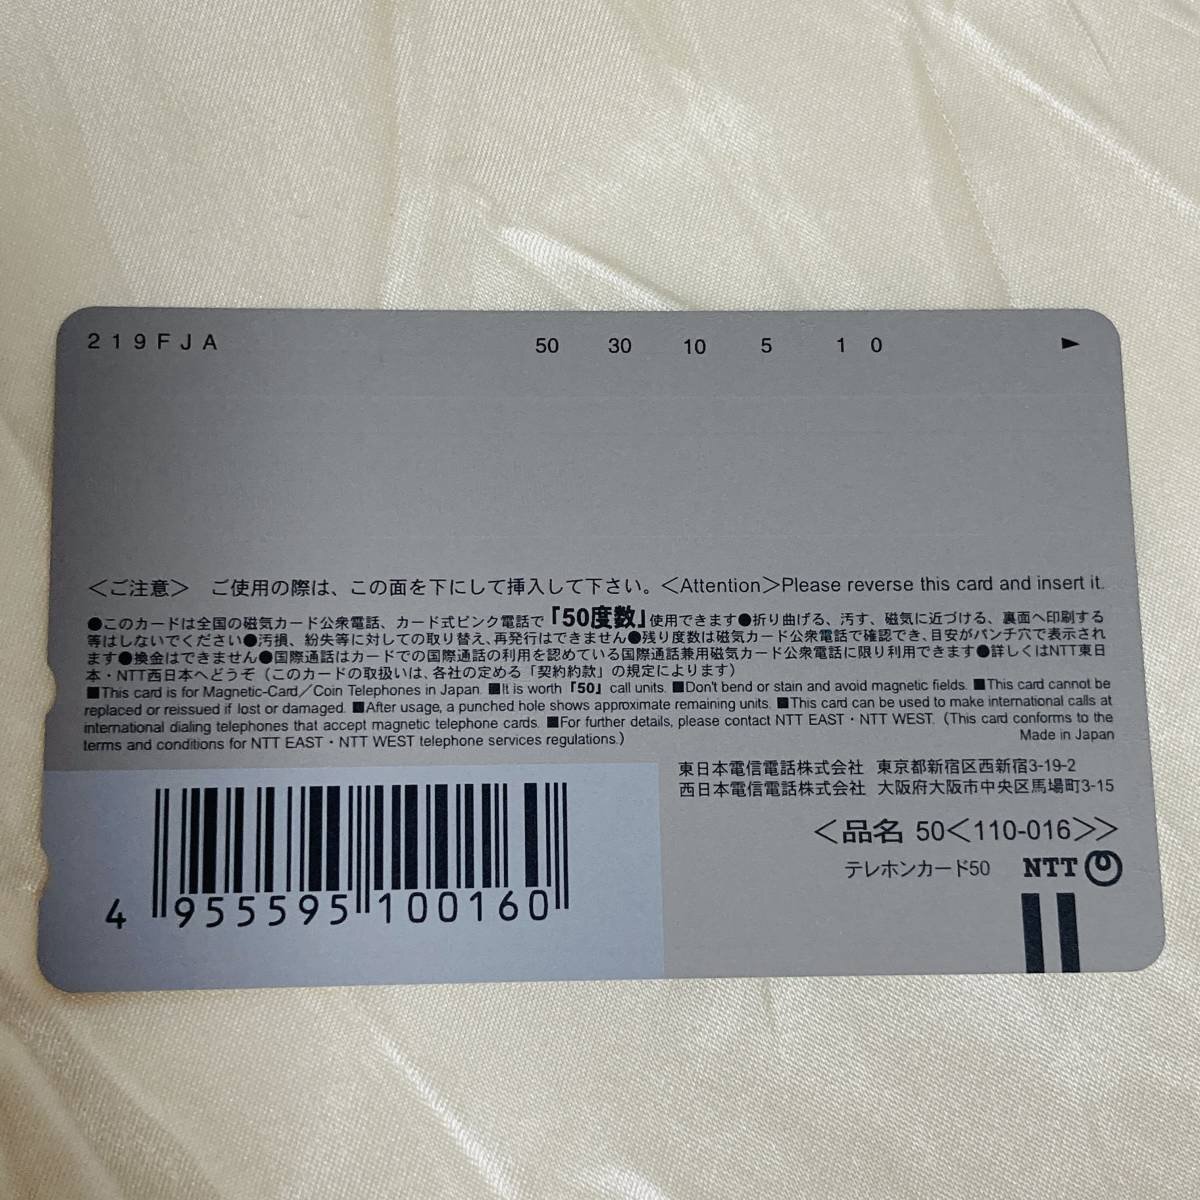 219FJA 50 30 10 5 1 0 ►
＜ご注意＞ ご使用の際は、この面を下にして挿入して下さい。＜Attention＞Please reverse this card and insert it.
●このカードは全国の磁気カード公衆電話、カード式ピンク電話で「50度数」使用できます●折り曲げる、汚す、磁気に近づける、裏面へ印刷する
等はしないでください●汚損、紛失等に対しての取り替え、再発行はできません●残り度数は磁気カード公衆電話で確認でき、目安がパンチ穴で表示され
ます●換金はできません●国際通話はカードでの国際通話の利用を認めている国際通話兼用磁気カード公衆電話に限り利用できます●詳しくはNTT東日
本・NTT西日本へどうぞ（このカードの取扱いは、各社の定める「契約約款」の規定によります）
■This card is for Magnetic-Card／Coin Telephones in Japan. ■It is worth「50」call units. ■Don't bend or stain and avoid magnetic fields. ■This card cannot be
replaced or reissued if lost or damaged. ■After usage, a punched hole shows approximate remaining units. ■This card can be used to make international calls at
international dialing telephones that accept magnetic telephone cards. ■For further details, please contact NTT EAST・NTT WEST. (This card conforms to the
terms and conditions for NTT EAST・NTT WEST telephone services regulations.)
Made in Japan
東日本電信電話株式会社 東京都新宿区西新宿3-19-2
西日本電信電話株式会社 大阪府大阪市中央区馬場町3-15
＜品名 50＜110-016＞＞
テレホンカード50 NTT
4 955595 100160